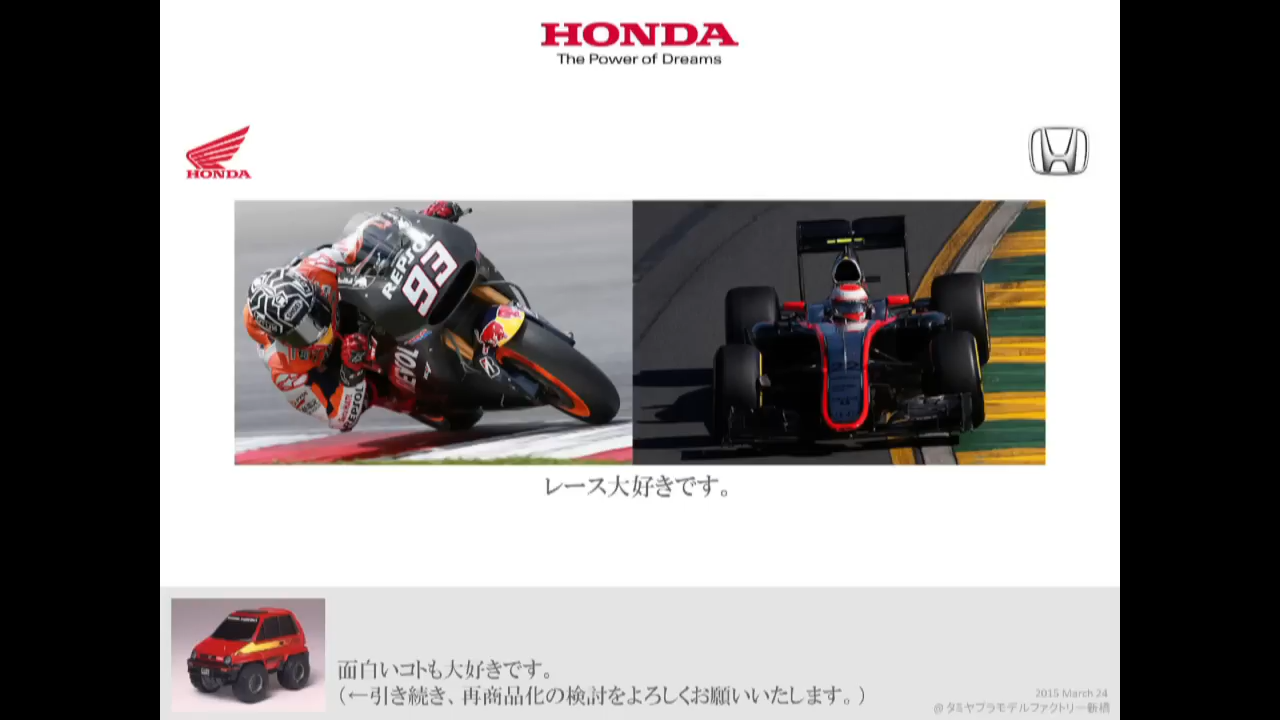 HONDA
The Power of Dreams
HONDA
REPSOL
93
レース大好きです。
面白いコトも大好きです。
（←引き続き、再商品化の検討をよろしくお願いいたします。）
2015 March 24
@タミヤプラモデルファクトリー新橋